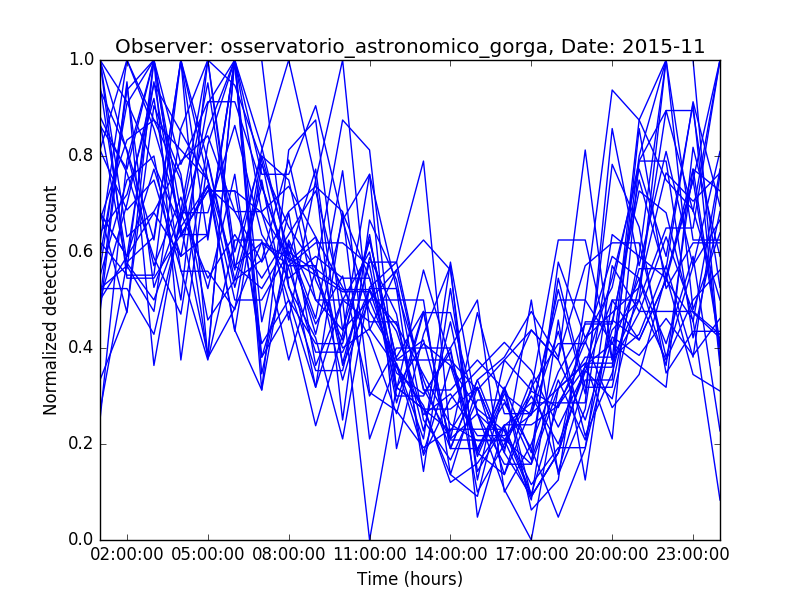 Observer: osservatorio_astronomico_gorga, Date: 2015-11
1.0
0.8
0.6
0.4
0.2
0.0
Normalized detection count
02:00:00 05:00:00 08:00:00 11:00:00 14:00:00 17:00:00 20:00:00 23:00:00
Time (hours)